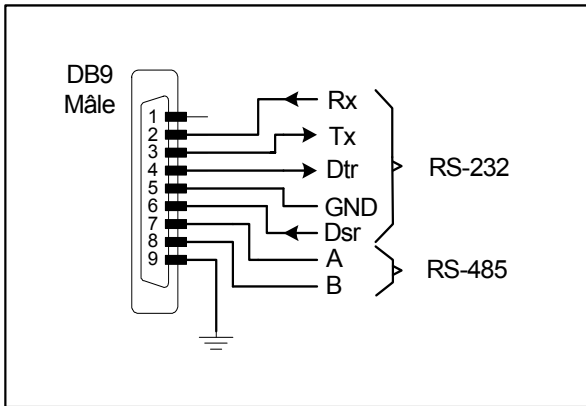 DB9
Mâle
1
2
3
4
5
6
7
8
9
Rx
Tx
Dtr
GND
Dsr
A
B
RS-232
RS-485